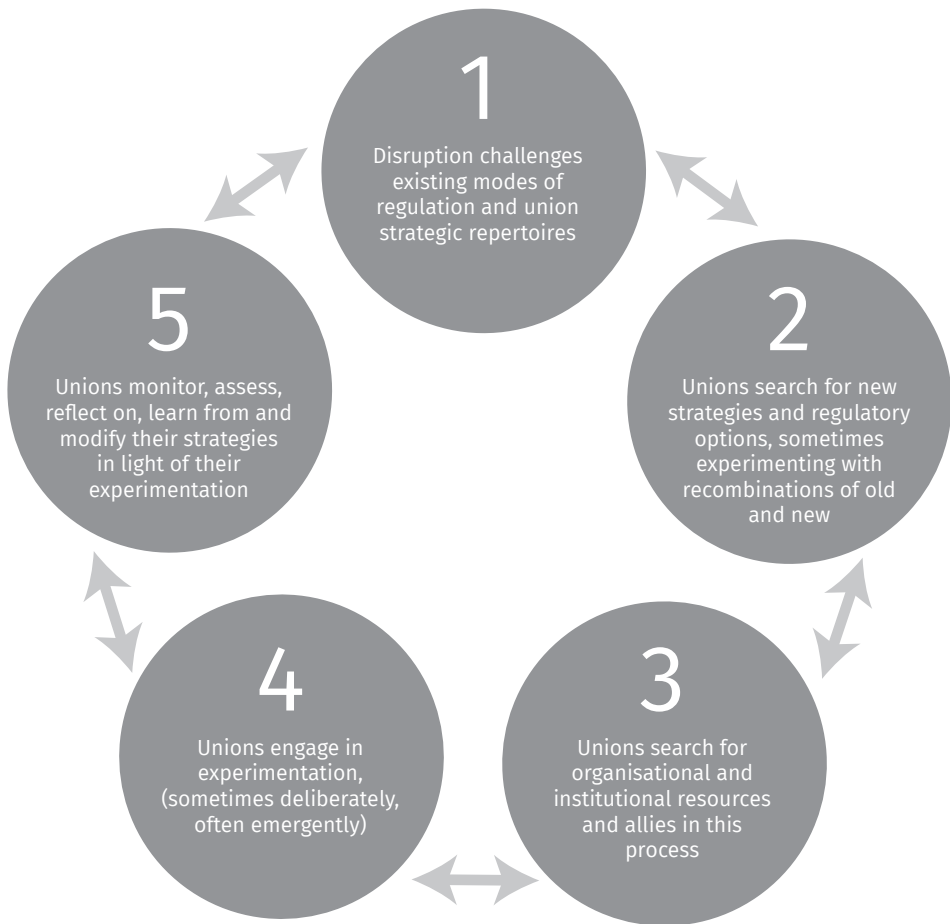 1
Disruption challenges
existing modes of
regulation and union
strategic repertoires
2
Unions search for new
strategies and regulatory
options, sometimes
experimenting with
recombinations of old
and new
3
Unions search for
organisational and
institutional resources
and allies in this
process
4
Unions engage in
experimentation,
(sometimes deliberately,
often emergently)
5
Unions monitor, assess,
reflect on, learn from and
modify their strategies
in light of their
experimentation